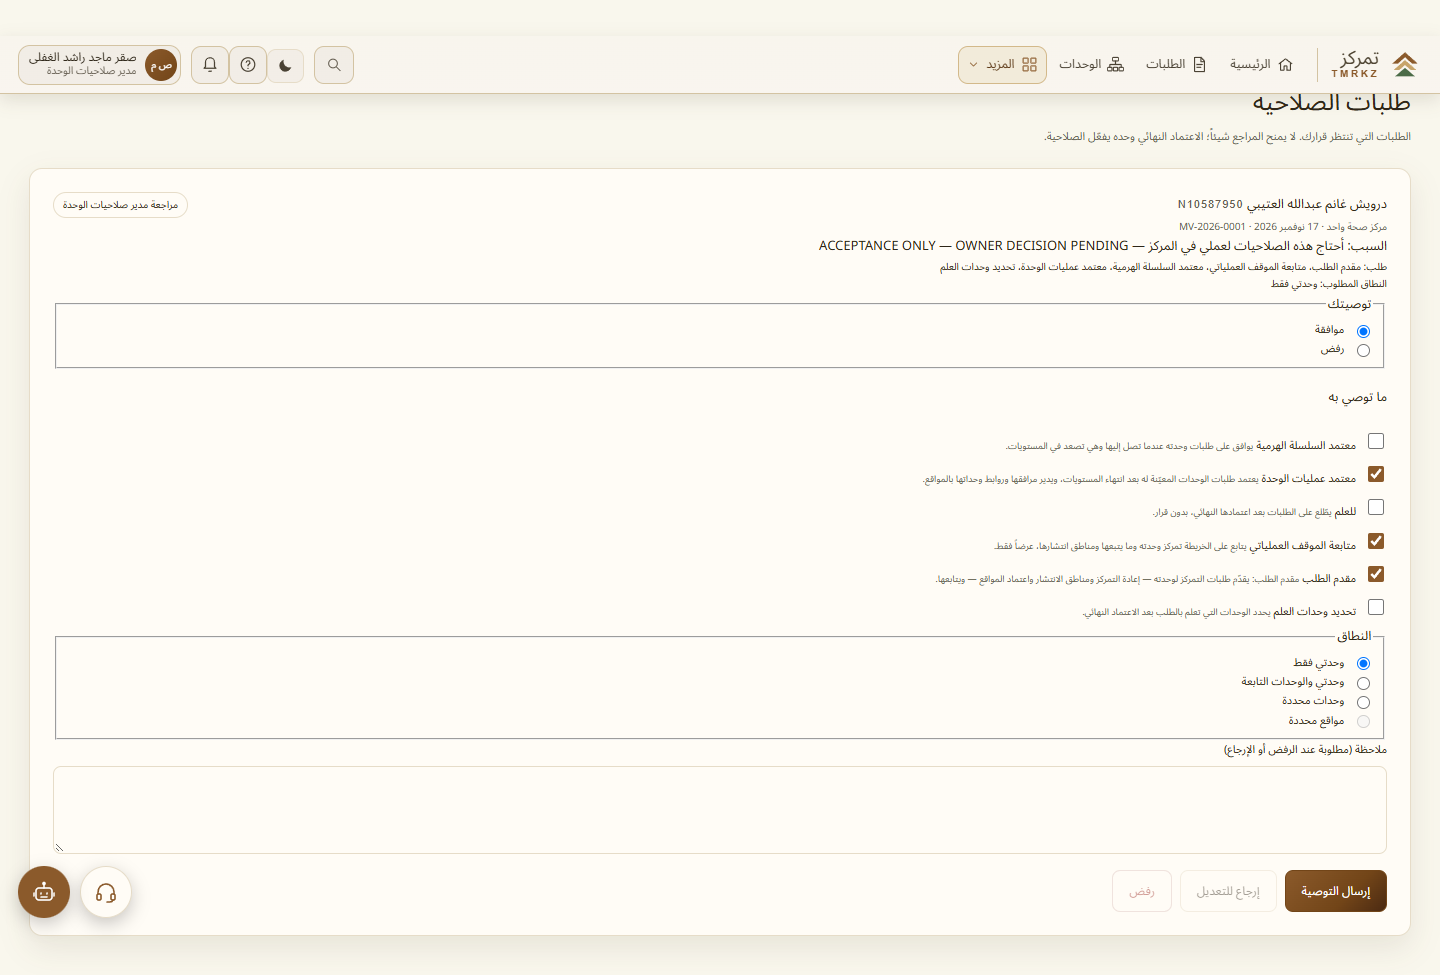 تمركز
TMRKZ
الرئيسية
الطلبات
الوحدات
المزيد
ص م
صقر ماجد راشد الغفلى
مدير صلاحيات الوحدة
طلبات الصلاحية
الطلبات التي تنتظر قرارك. لا يمنح المراجع شيئاً؛ الاعتماد النهائي وحده يفعّل الصلاحية.
درويش غانم عبدالله العتيبي N10587950
مراجعة مدير صلاحيات الوحدة
مركز صحة واحد · 17 نوفمبر 2026 · MV-2026-0001
السبب: أحتاج هذه الصلاحيات لعملي في المركز — ACCEPTANCE ONLY — OWNER DECISION PENDING
طلب: مقدم الطلب، متابعة الموقف العملياتي، معتمد السلسلة الهرمية، معتمد عمليات الوحدة، تحديد وحدات العلم
النطاق المطلوب: وحدتي فقط
توصيتك
موافقة
رفض
ما توصي به
معتمد السلسلة الهرمية يوافق على طلبات وحدته عندما تصل إليها وهي تصعد في المستويات.
معتمد عمليات الوحدة يعتمد طلبات الوحدات المعيّنة له بعد انتهاء المستويات، ويدير مرافقها وروابط وحداتها بالمواقع.
للعلم يطّلع على الطلبات بعد اعتمادها النهائي، بدون قرار.
متابعة الموقف العملياتي يتابع على الخريطة تمركز وحدته وما يتبعها ومناطق انتشارها، عرضاً فقط.
مقدم الطلب مقدم الطلب: يقدّم طلبات التمركز لوحدته — إعادة التمركز ومناطق الانتشار واعتماد المواقع — ويتابعها.
تحديد وحدات العلم يحدد الوحدات التي تعلم بالطلب بعد الاعتماد النهائي.
النطاق
وحدتي فقط
وحدتي والوحدات التابعة
وحدات محددة
مواقع محددة
ملاحظة (مطلوبة عند الرفض أو الإرجاع)
إرسال التوصية
إرجاع للتعديل
رفض